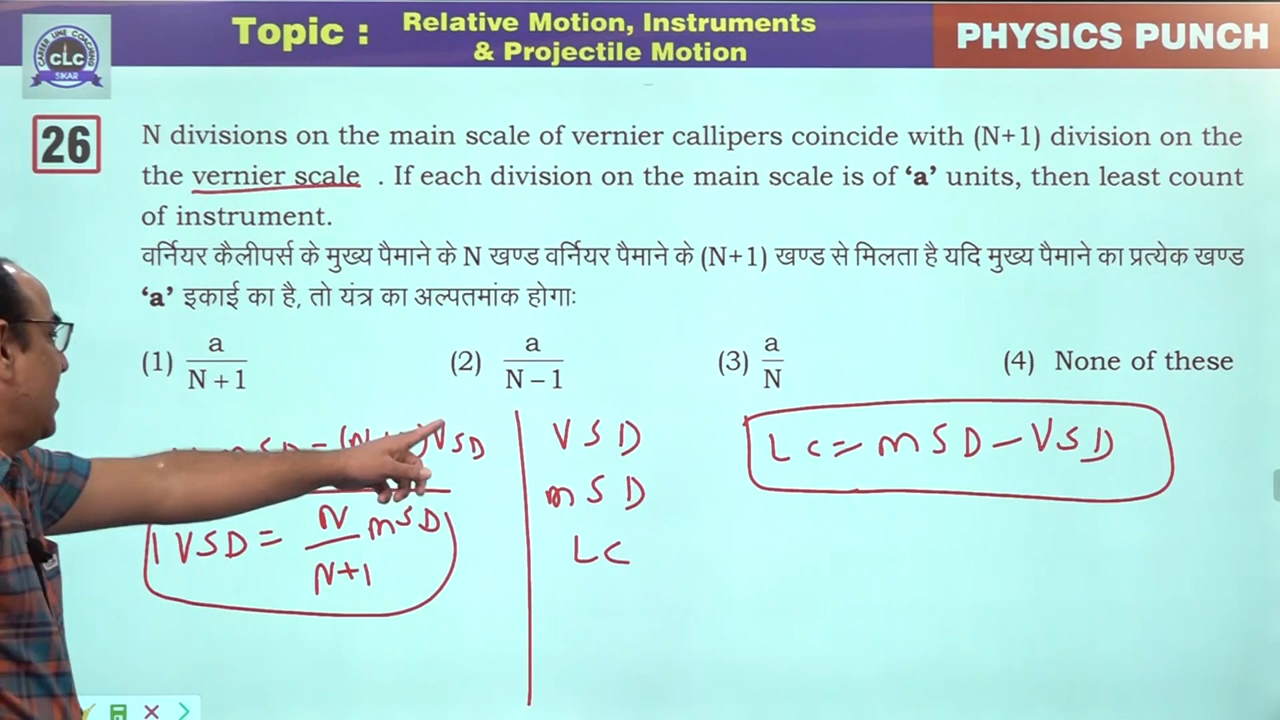 CAREER LINE COACHING
CLC
SIKAR
Topic : Relative Motion, Instruments
& Projectile Motion
PHYSICS PUNCH
26
N divisions on the main scale of vernier callipers coincide with (N+1) division on the
the vernier scale . If each division on the main scale is of ‘a’ units, then least count
of instrument.
वर्नियर कैलीपर्स के मुख्य पैमाने के N खण्ड वर्नियर पैमाने के (N+1) खण्ड से मिलता है यदि मुख्य पैमाने का प्रत्येक खण्ड
‘a’ इकाई का है, तो यंत्र का अल्पतमांक होगाः
(1) a/(N + 1) (2) a/(N – 1) (3) a/N (4) None of these
VSD
1 VSD = N/(N+1) MSD
VSD
MSD
LC
LC = MSD – VSD